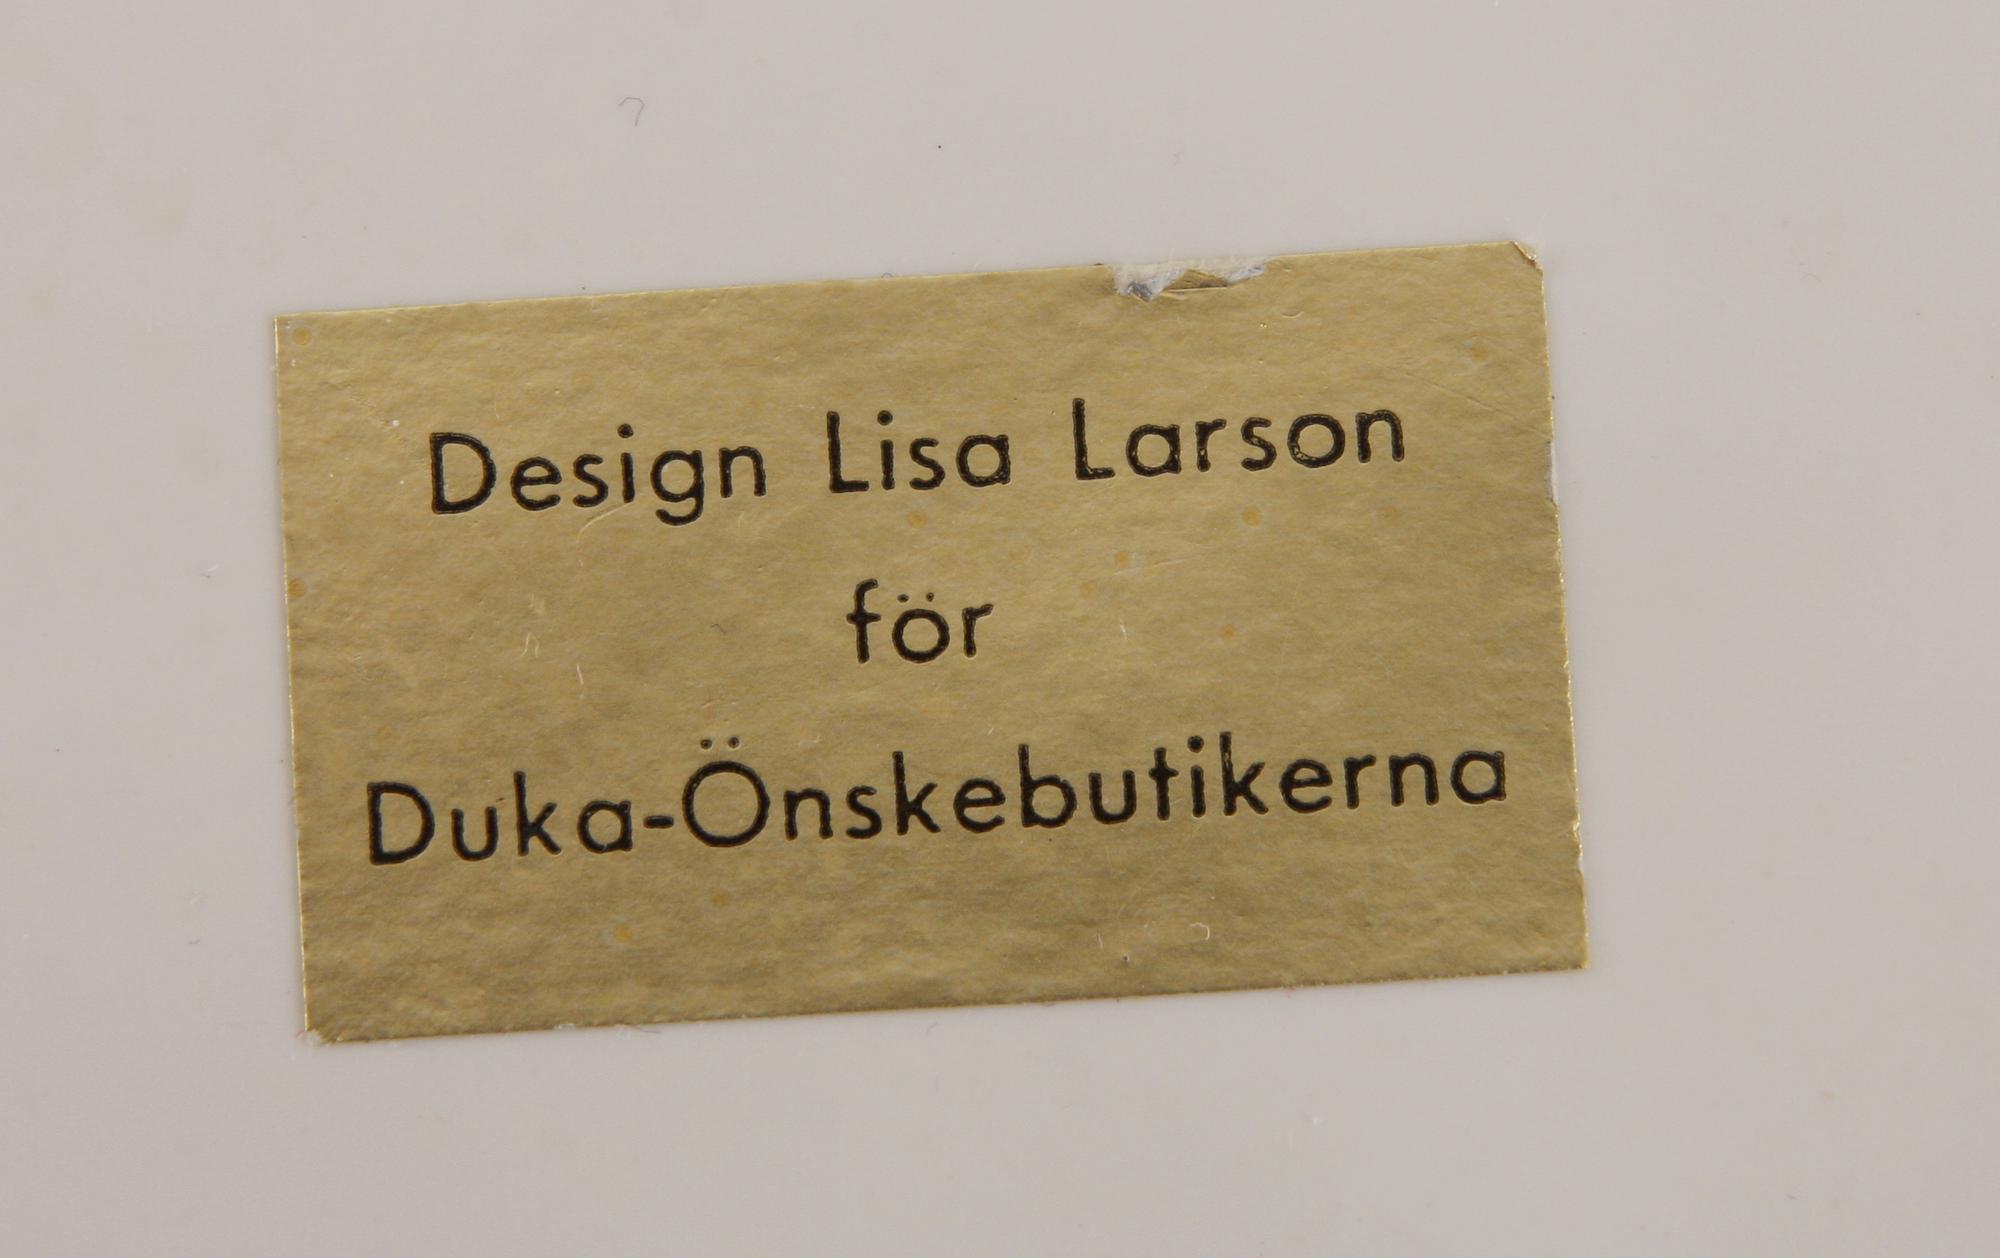 Design Lisa Larson
för
Duka-Önskebutikerna